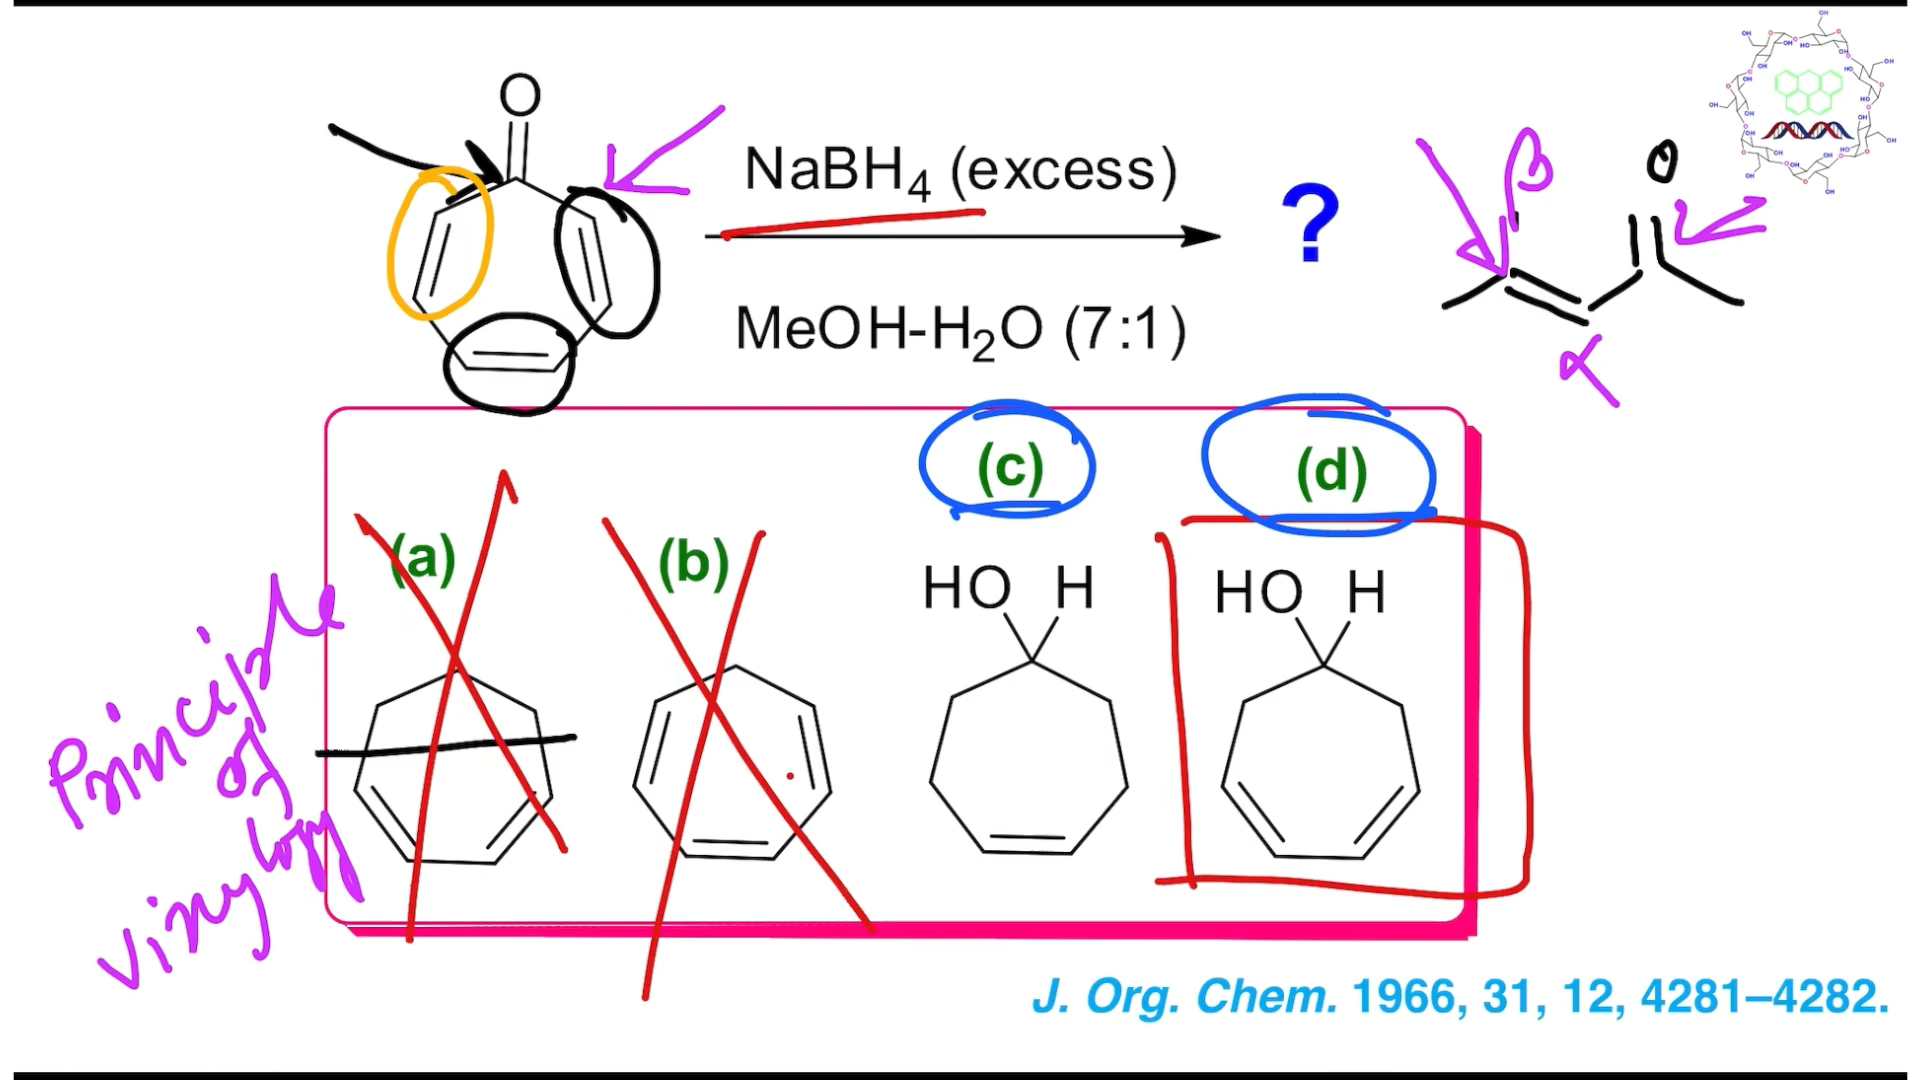 O
NaBH4 (excess)
MeOH-H2O (7:1)
?
β
O
α
(a)
(b)
(c)
(d)
HO H
HO H
Principle
of
vinylogy
J. Org. Chem. 1966, 31, 12, 4281–4282.